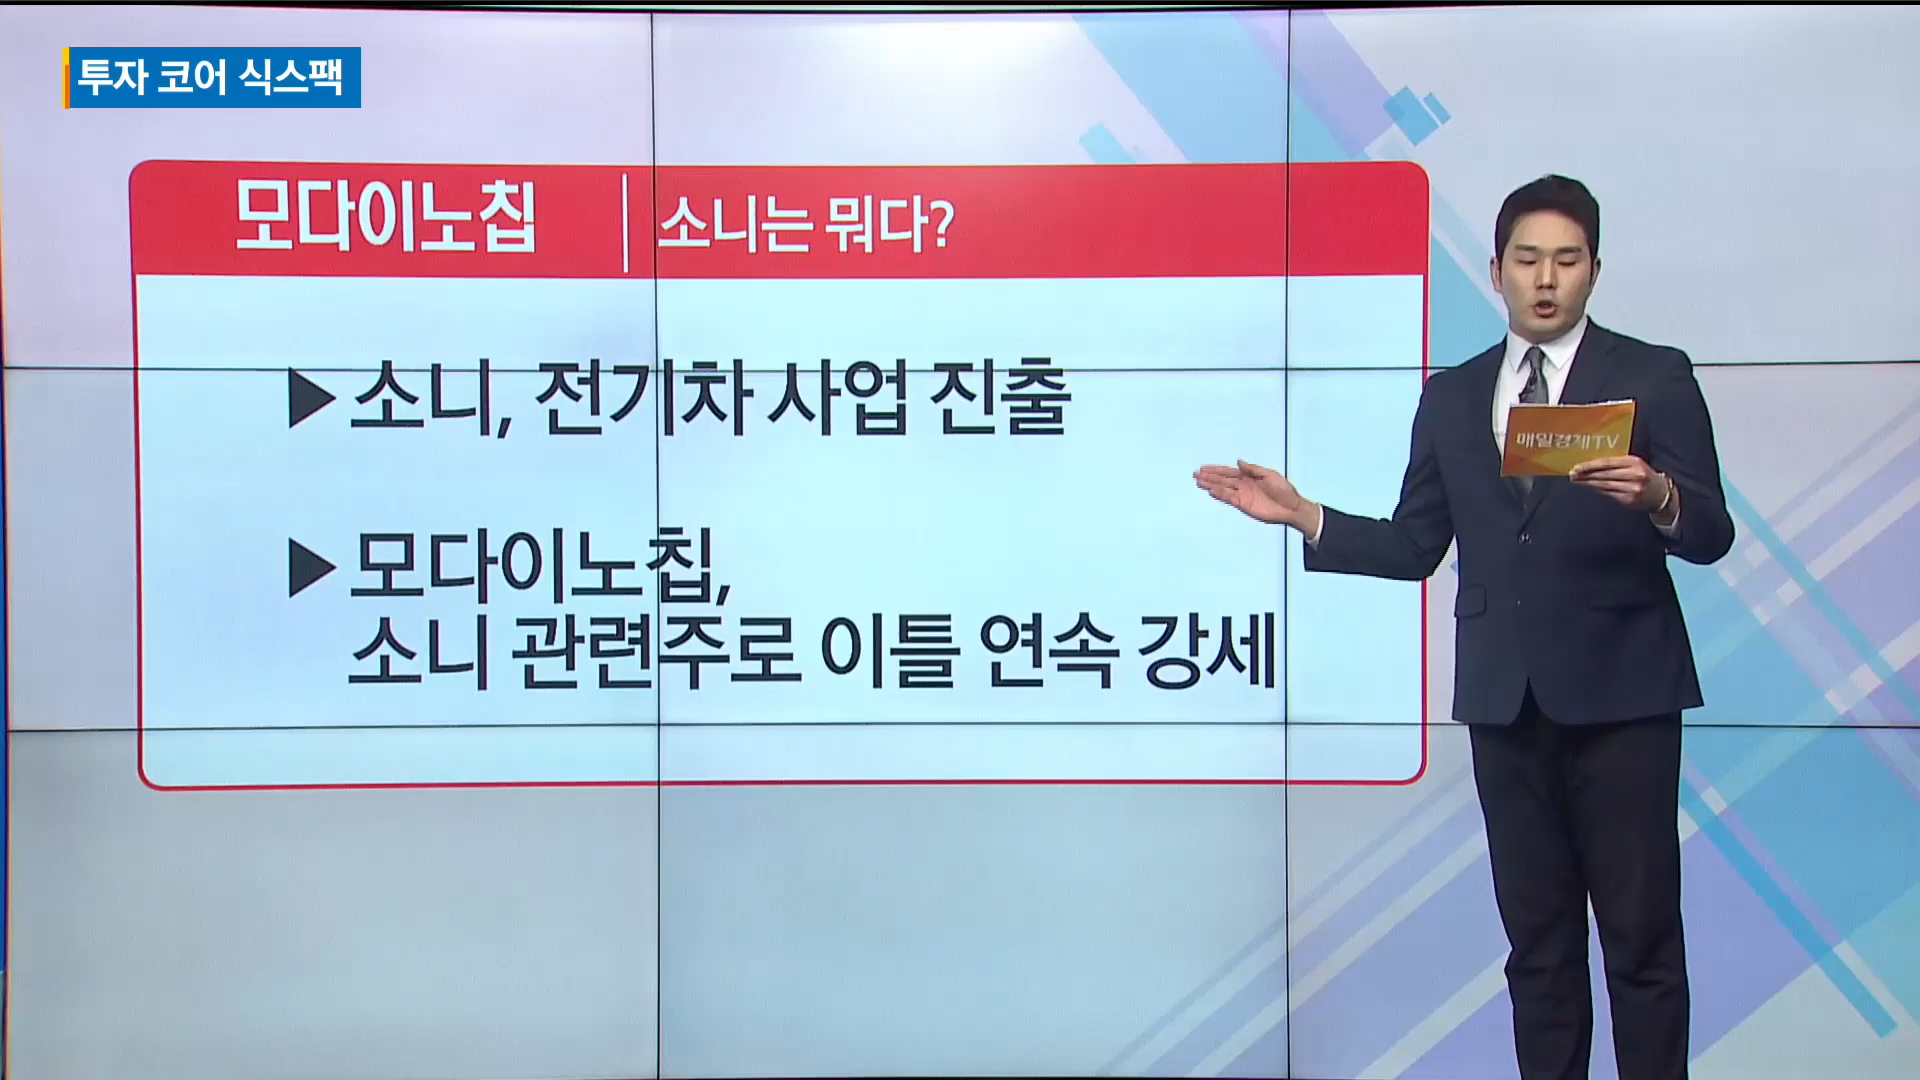 투자 코어 식스팩
모다이노칩 | 소니는 뭐다?
▶소니, 전기차 사업 진출
▶모다이노칩,
소니 관련주로 이틀 연속 강세
매일경제TV